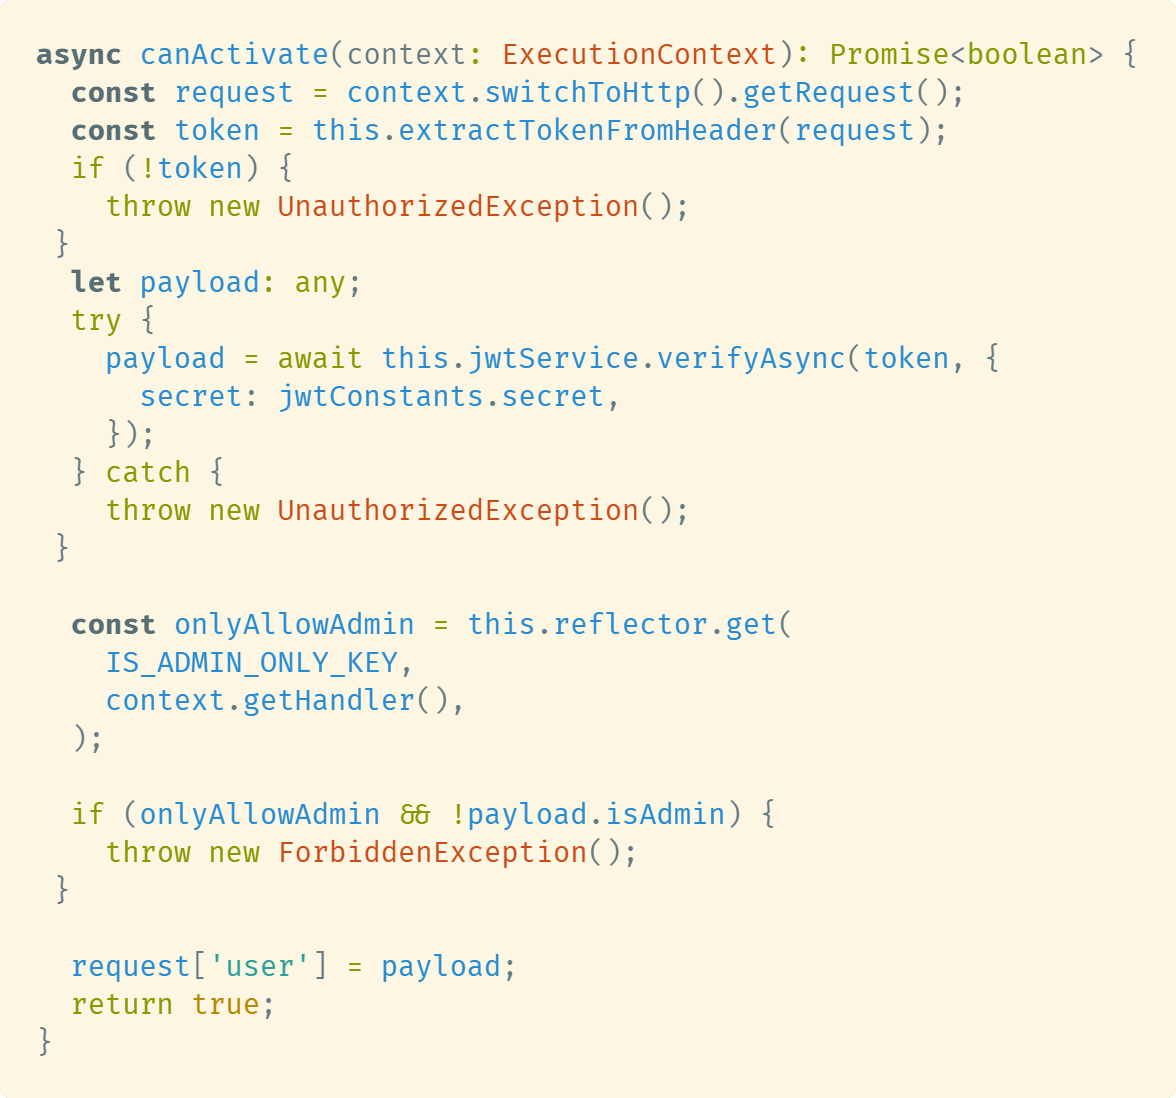 async canActivate(context: ExecutionContext): Promise<boolean> {
  const request = context.switchToHttp().getRequest();
  const token = this.extractTokenFromHeader(request);
  if (!token) {
    throw new UnauthorizedException();
 }
  let payload: any;
  try {
    payload = await this.jwtService.verifyAsync(token, {
      secret: jwtConstants.secret,
    });
  } catch {
    throw new UnauthorizedException();
 }

  const onlyAllowAdmin = this.reflector.get(
    IS_ADMIN_ONLY_KEY,
    context.getHandler(),
  );

  if (onlyAllowAdmin && !payload.isAdmin) {
    throw new ForbiddenException();
 }

  request['user'] = payload;
  return true;
}